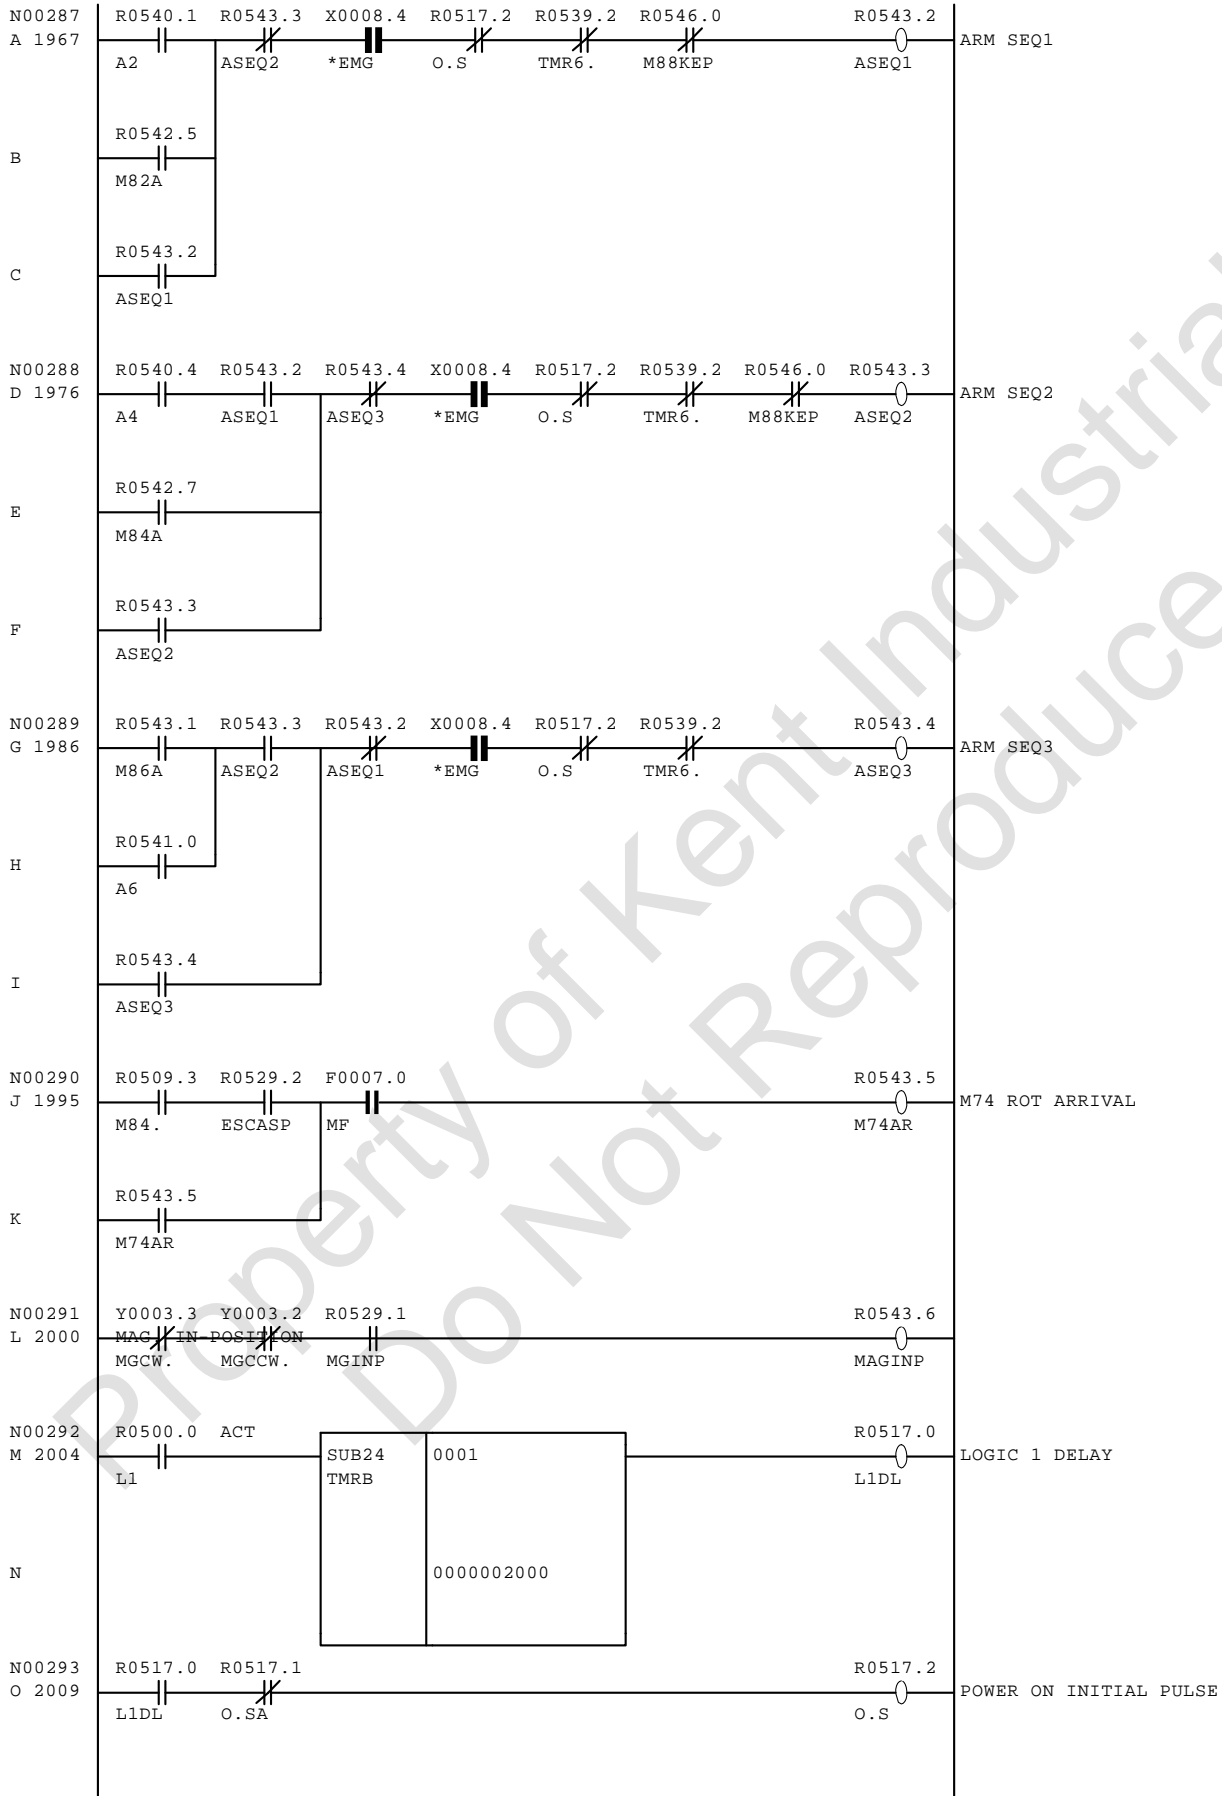 N00287 R0540.1 R0543.3 X0008.4 R0517.2 R0539.2 R0546.0 R0543.2
A 1967 ARM SEQ1
A2 ASEQ2 *EMG O.S TMR6. M88KEP ASEQ1
R0542.5
B
M82A
R0543.2
C
ASEQ1
N00288 R0540.4 R0543.2 R0543.4 X0008.4 R0517.2 R0539.2 R0546.0 R0543.3
D 1976 ARM SEQ2
A4 ASEQ1 ASEQ3 *EMG O.S TMR6. M88KEP ASEQ2
R0542.7
E
M84A
R0543.3
F
ASEQ2
N00289 R0543.1 R0543.3 R0543.2 X0008.4 R0517.2 R0539.2 R0543.4
G 1986 ARM SEQ3
M86A ASEQ2 ASEQ1 *EMG O.S TMR6. ASEQ3
R0541.0
H
A6
R0543.4
I
ASEQ3
N00290 R0509.3 R0529.2 F0007.0 R0543.5
J 1995 M74 ROT ARRIVAL
M84. ESCASP MF M74AR
R0543.5
K
M74AR
N00291 Y0003.3 Y0003.2 R0529.1 R0543.6
L 2000 MAG. IN-POSITION
MGCW. MGCCW. MGINP MAGINP
N00292 R0500.0 ACT R0517.0
M 2004 SUB24 0001 LOGIC 1 DELAY
L1 TMRB L1DL
N 0000002000
N00293 R0517.0 R0517.1 R0517.2
O 2009 POWER ON INITIAL PULSE
L1DL O.SA O.S
Property of Kent Industrial
Do Not Reproduce